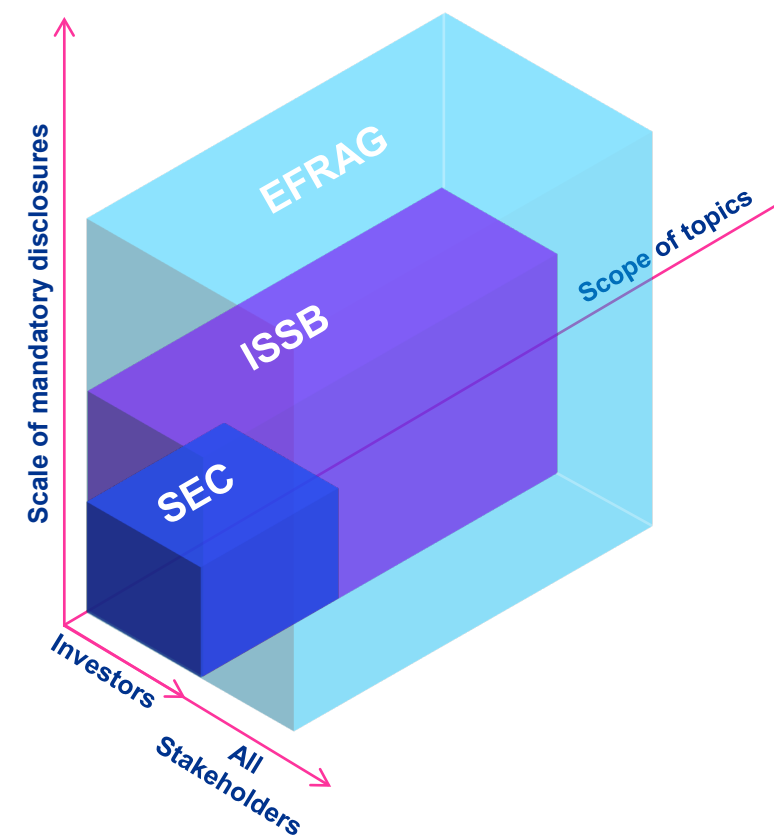 EFRAG
ISSB
SEC
Scale of mandatory disclosures
Scope of topics
Investors
All
Stakeholders